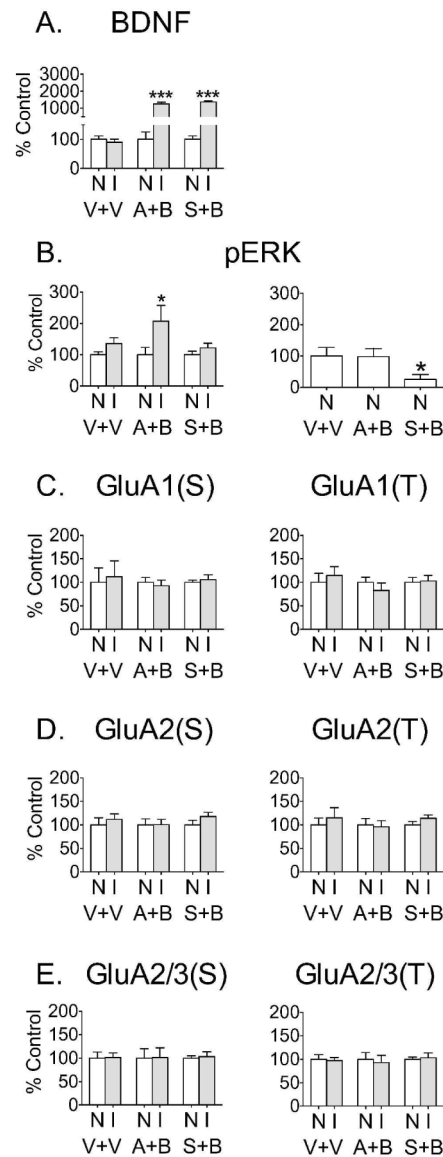 A. BDNF
3000
2000
1000
100
0
% Control
*** ***
N I N I N I
V+V A+B S+B
B. pERK
300
200
100
0
% Control
*
N I N I N I
V+V A+B S+B
300
200
100
0
*
N N N
V+V A+B S+B
C. GluA1(S) GluA1(T)
200
150
100
50
0
% Control
N I N I N I
V+V A+B S+B
200
150
100
50
0
N I N I N I
V+V A+B S+B
D. GluA2(S) GluA2(T)
200
150
100
50
0
% Control
N I N I N I
V+V A+B S+B
200
150
100
50
0
N I N I N I
V+V A+B S+B
E. GluA2/3(S) GluA2/3(T)
200
150
100
50
0
% Control
N I N I N I
V+V A+B S+B
200
150
100
50
0
N I N I N I
V+V A+B S+B